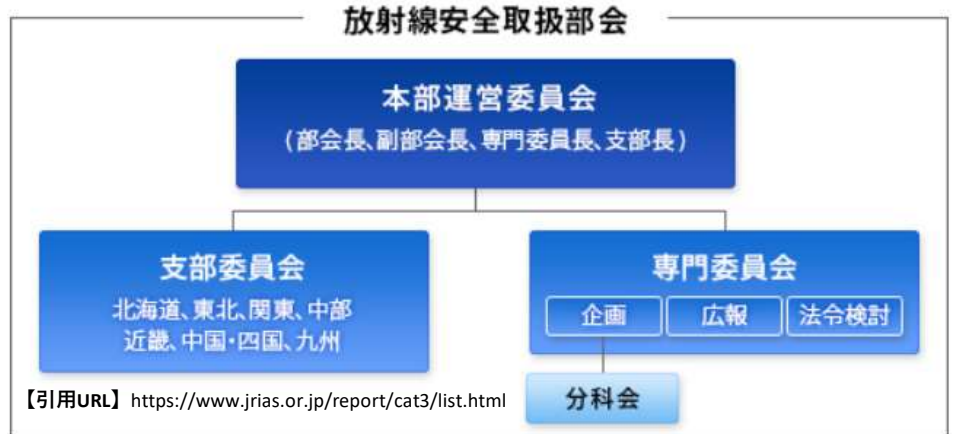 放射線安全取扱部会
本部運営委員会
(部会長、副部会長、専門委員長、支部長)
支部委員会
北海道、東北、関東、中部
近畿、中国・四国、九州
専門委員会
企画
広報
法令検討
分科会
【引用URL】https://www.jrias.or.jp/report/cat3/list.html